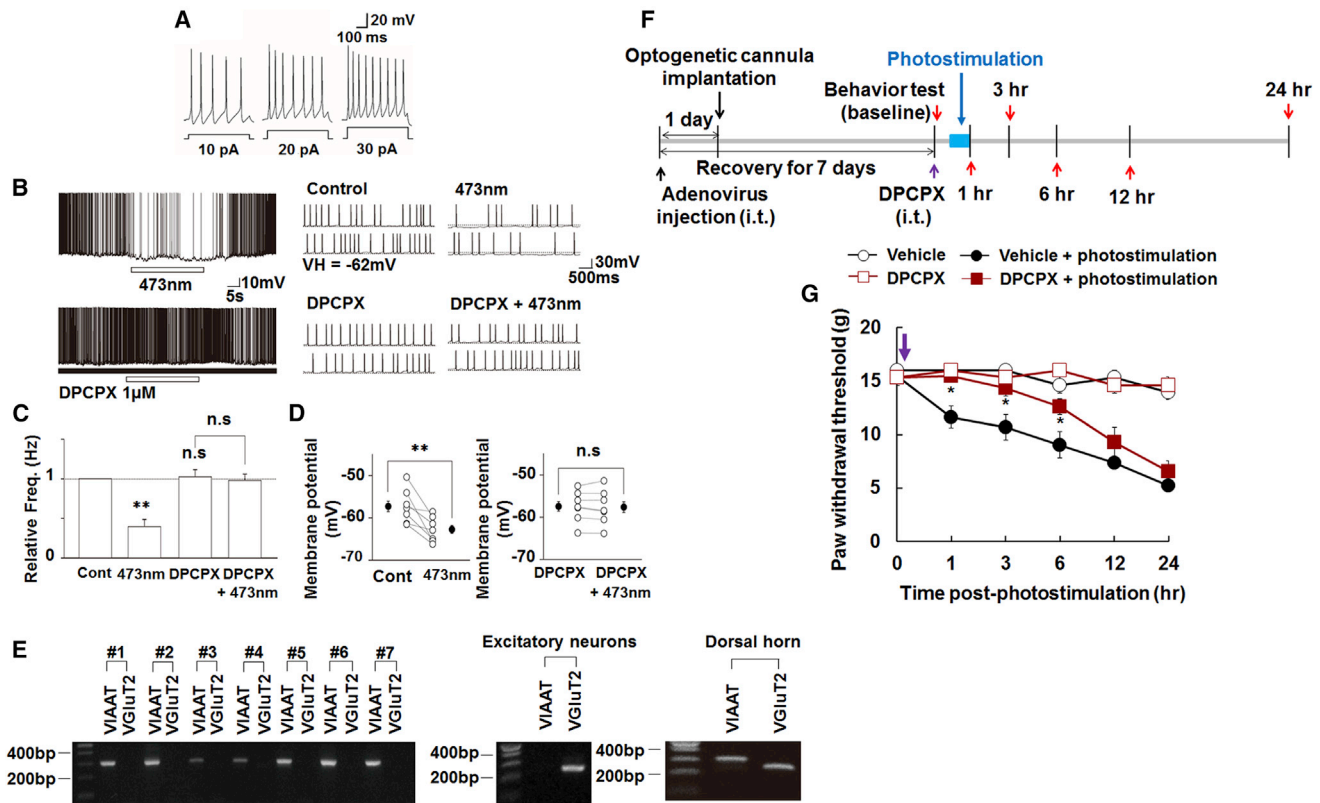 A
20 mV
100 ms
10 pA
20 pA
30 pA
B
473nm
10mV
5s
DPCPX 1µM
Control
473nm
VH = -62mV
30mV
500ms
DPCPX
DPCPX + 473nm
C
Relative Freq. (Hz)
1
0
**
n.s
n.s
Cont
473nm
DPCPX
DPCPX
+ 473nm
D
Membrane potential
(mV)
-50
-60
-70
**
Cont
473nm
Membrane potential
(mV)
-50
-60
-70
n.s
DPCPX
DPCPX
+ 473nm
E
#1
#2
#3
#4
#5
#6
#7
VIAAT
VGluT2
VIAAT
VGluT2
VIAAT
VGluT2
VIAAT
VGluT2
VIAAT
VGluT2
VIAAT
VGluT2
VIAAT
VGluT2
400bp
200bp
Excitatory neurons
VIAAT
VGluT2
400bp
200bp
Dorsal horn
VIAAT
VGluT2
400bp
200bp
F
Optogenetic cannula
implantation
Photostimulation
Behavior test
(baseline)
3 hr
24 hr
1 day
Recovery for 7 days
Adenovirus
injection (i.t.)
DPCPX
(i.t.)
1 hr
6 hr
12 hr
Vehicle
Vehicle + photostimulation
DPCPX
DPCPX + photostimulation
G
Paw withdrawal threshold (g)
20
15
10
5
0
*
*
*
0
1
3
6
12
24
Time post-photostimulation (hr)